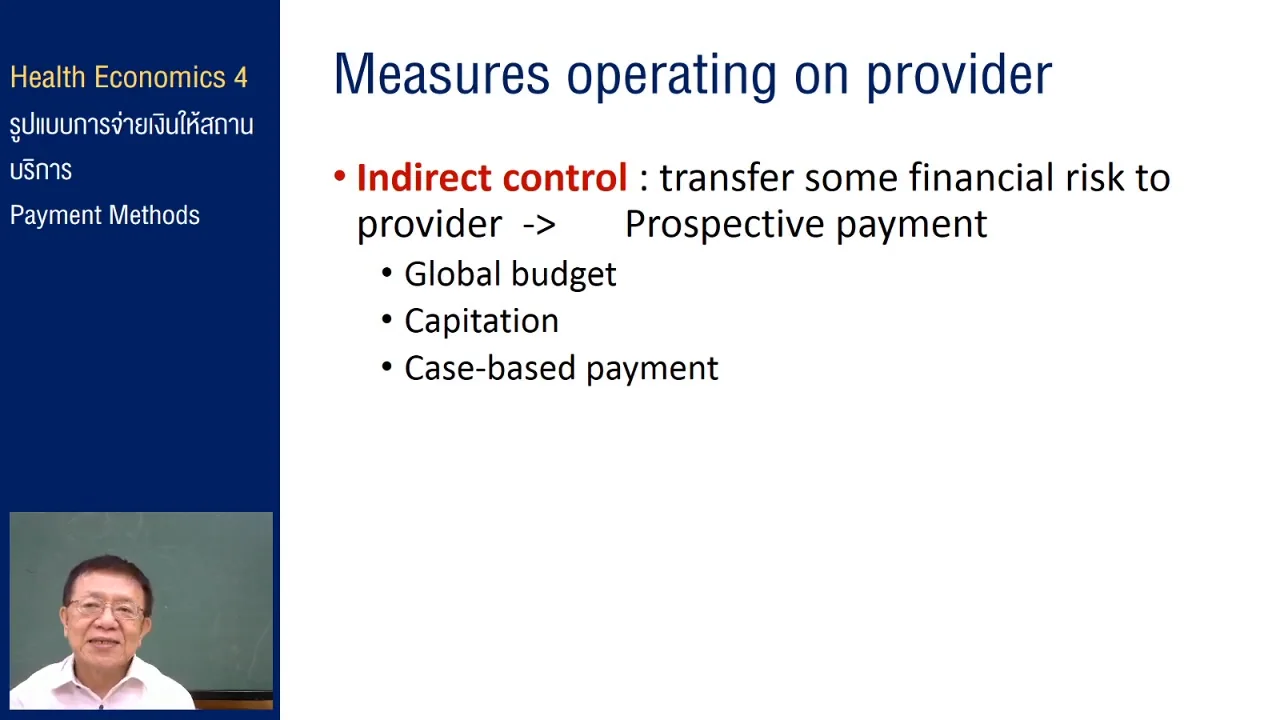 Health Economics 4
รูปแบบการจ่ายเงินให้สถาน
บริการ
Payment Methods
Measures operating on provider
• Indirect control : transfer some financial risk to
provider -> Prospective payment
• Global budget
• Capitation
• Case-based payment